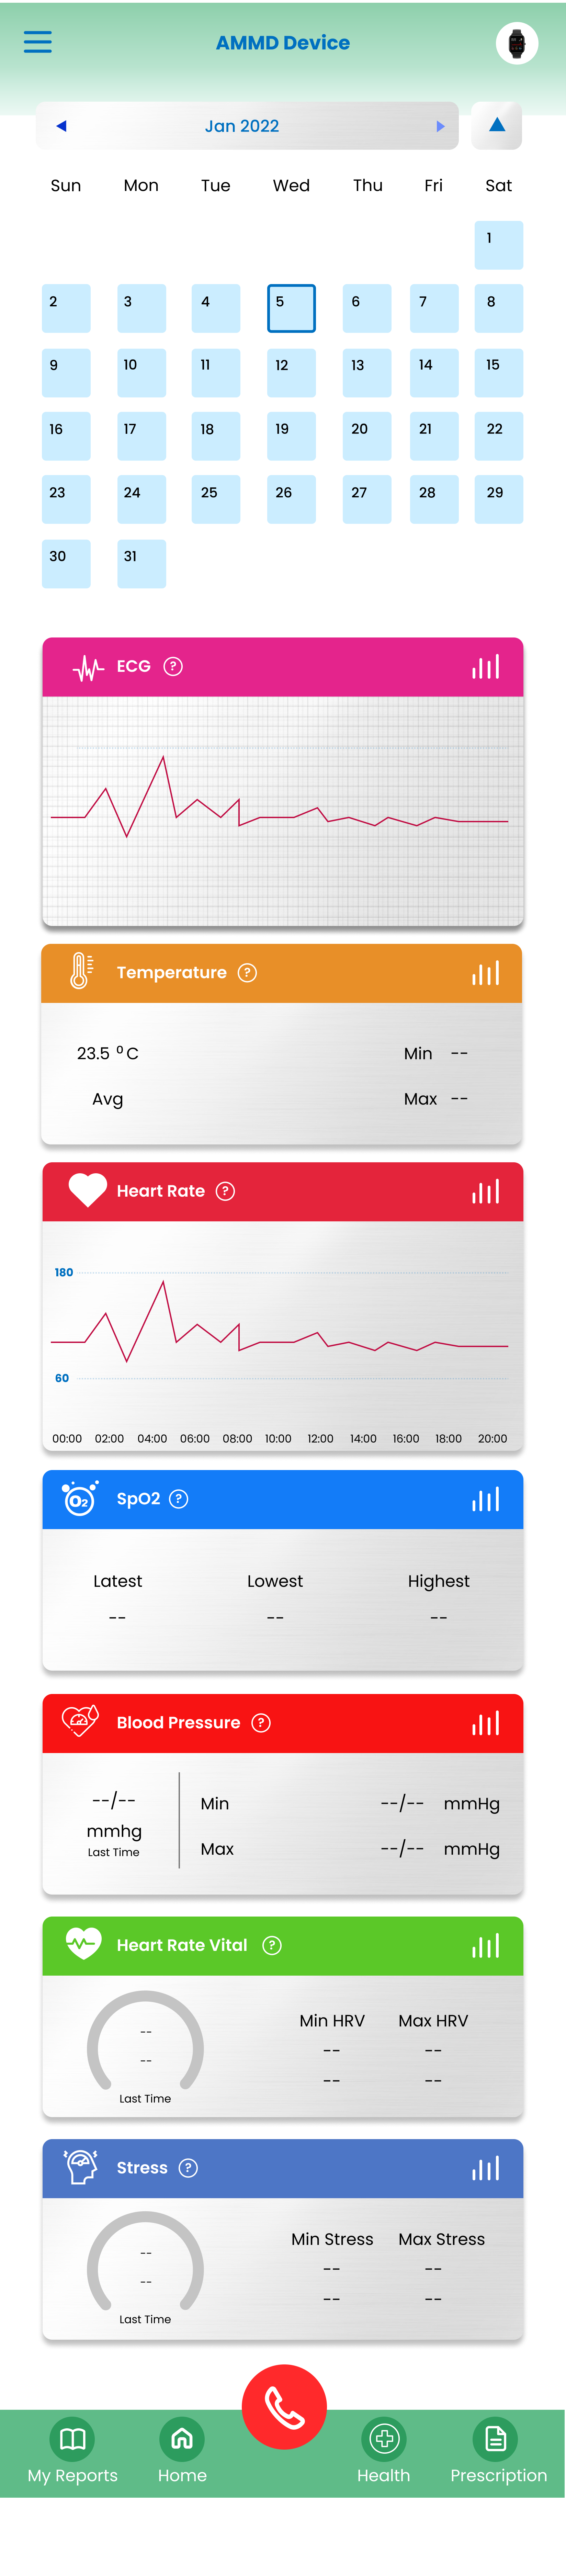 AMMD Device
Jan 2022
Sun Mon Tue Wed Thu Fri Sat
1
2 3 4 5 6 7 8
9 10 11 12 13 14 15
16 17 18 19 20 21 22
23 24 25 26 27 28 29
30 31
ECG ?
Temperature ?
23.5 ⁰ C Min --
Avg Max --
Heart Rate ?
180
60
00:00 02:00 04:00 06:00 08:00 10:00 12:00 14:00 16:00 18:00 20:00
O2 SpO2 ?
Latest Lowest Highest
-- -- --
Blood Pressure ?
--/-- Min --/-- mmHg
mmhg
Last Time Max --/-- mmHg
Heart Rate Vital ?
Min HRV Max HRV
-- -- --
-- -- --
Last Time
Stress ?
Min Stress Max Stress
-- -- --
-- -- --
Last Time
My Reports Home Health Prescription